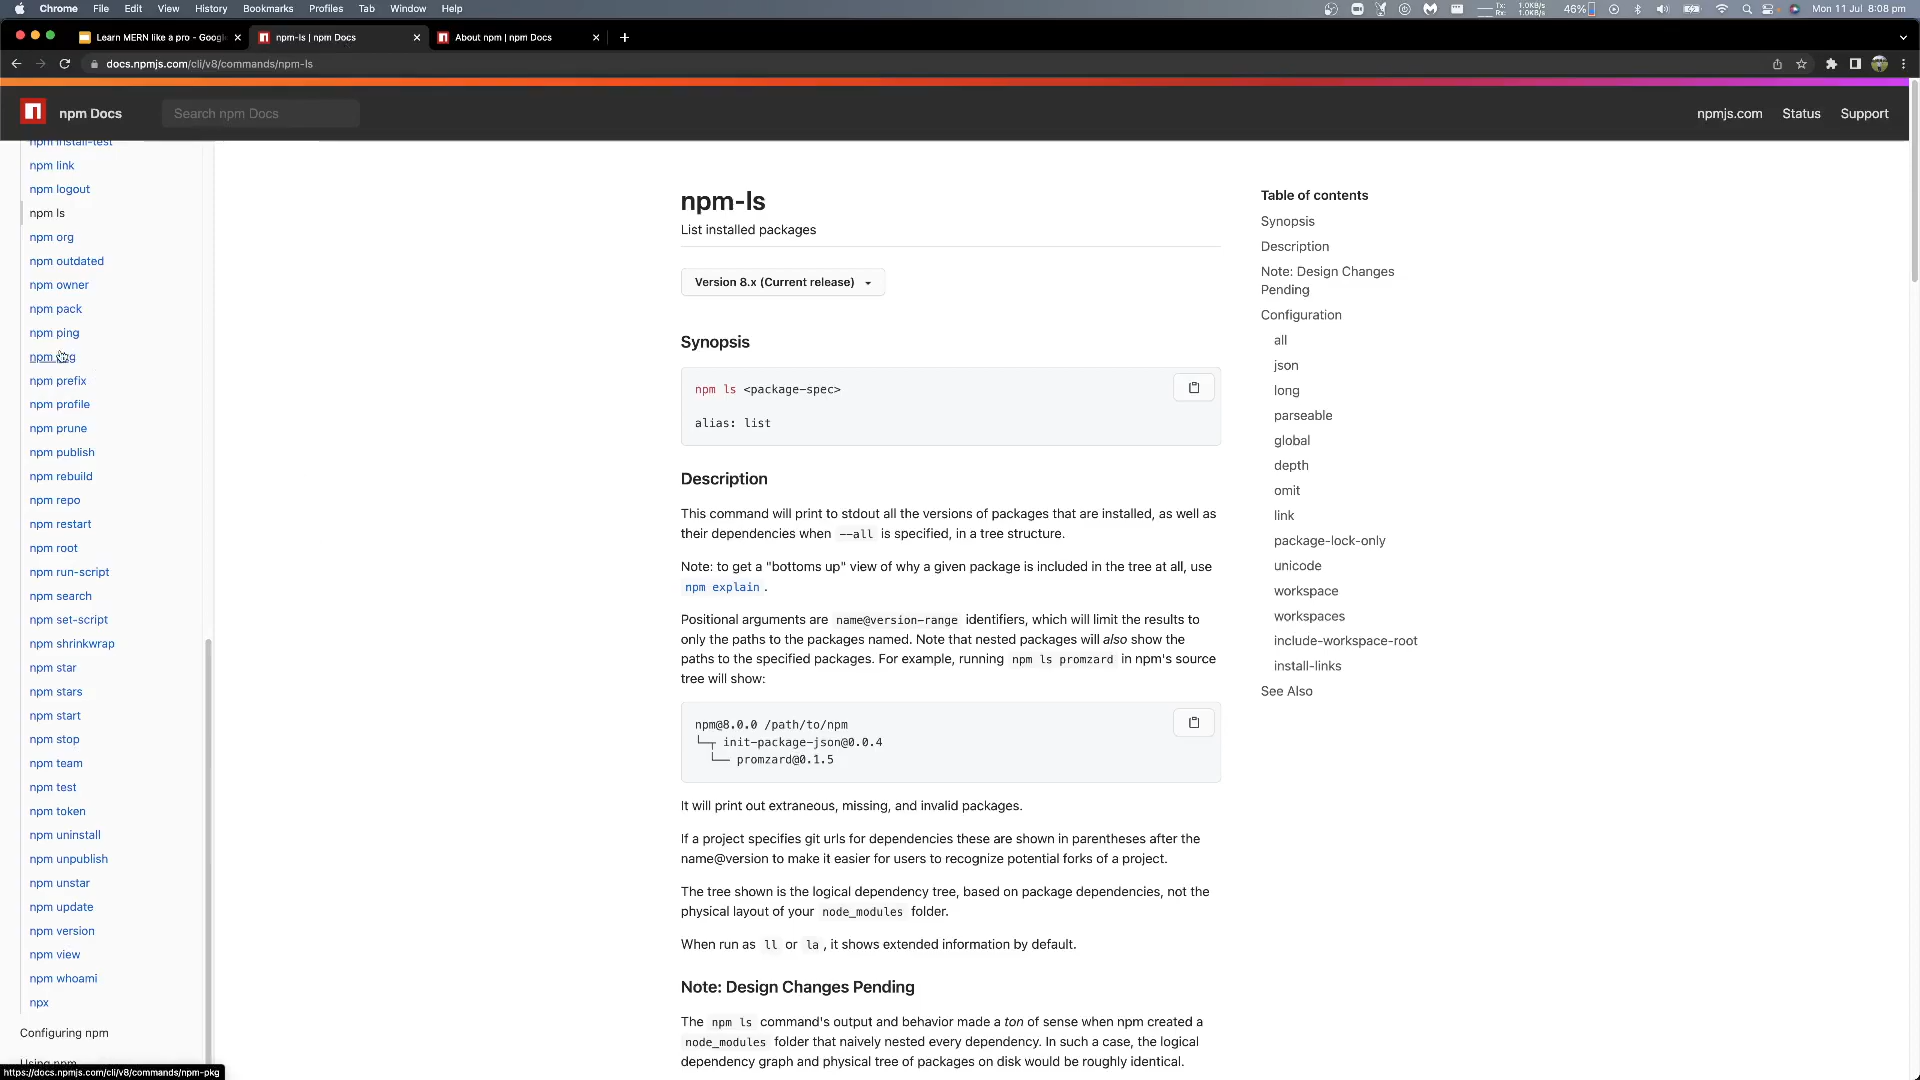 Chrome File Edit View History Bookmarks Profiles Tab Window Help
Tx: 1.0KB/s
Rx: 1.0KB/s
46% Mon 11 Jul 8:08 pm
Learn MERN like a pro - Googl
npm-ls | npm Docs
About npm | npm Docs
docs.npmjs.com/cli/v8/commands/npm-ls
npm Docs
Search npm Docs
npmjs.com Status Support
npm install-test
npm link
npm logout
npm ls
npm org
npm outdated
npm owner
npm pack
npm ping
npm pkg
npm prefix
npm profile
npm prune
npm publish
npm rebuild
npm repo
npm restart
npm root
npm run-script
npm search
npm set-script
npm shrinkwrap
npm star
npm stars
npm start
npm stop
npm team
npm test
npm token
npm uninstall
npm unpublish
npm unstar
npm update
npm version
npm view
npm whoami
npx
Configuring npm
Using npm
https://docs.npmjs.com/cli/v8/commands/npm-pkg
npm-ls
List installed packages
Version 8.x (Current release)
Synopsis
npm ls <package-spec>
alias: list
Description
This command will print to stdout all the versions of packages that are installed, as well as
their dependencies when --all is specified, in a tree structure.
Note: to get a "bottoms up" view of why a given package is included in the tree at all, use
npm explain .
Positional arguments are name@version-range identifiers, which will limit the results to
only the paths to the packages named. Note that nested packages will also show the
paths to the specified packages. For example, running npm ls promzard in npm's source
tree will show:
npm@8.0.0 /path/to/npm
└─┬ init-package-json@0.0.4
  └── promzard@0.1.5
It will print out extraneous, missing, and invalid packages.
If a project specifies git urls for dependencies these are shown in parentheses after the
name@version to make it easier for users to recognize potential forks of a project.
The tree shown is the logical dependency tree, based on package dependencies, not the
physical layout of your node_modules folder.
When run as ll or la , it shows extended information by default.
Note: Design Changes Pending
The npm ls command's output and behavior made a ton of sense when npm created a
node_modules folder that naively nested every dependency. In such a case, the logical
dependency graph and physical tree of packages on disk would be roughly identical.
Table of contents
Synopsis
Description
Note: Design Changes
Pending
Configuration
all
json
long
parseable
global
depth
omit
link
package-lock-only
unicode
workspace
workspaces
include-workspace-root
install-links
See Also